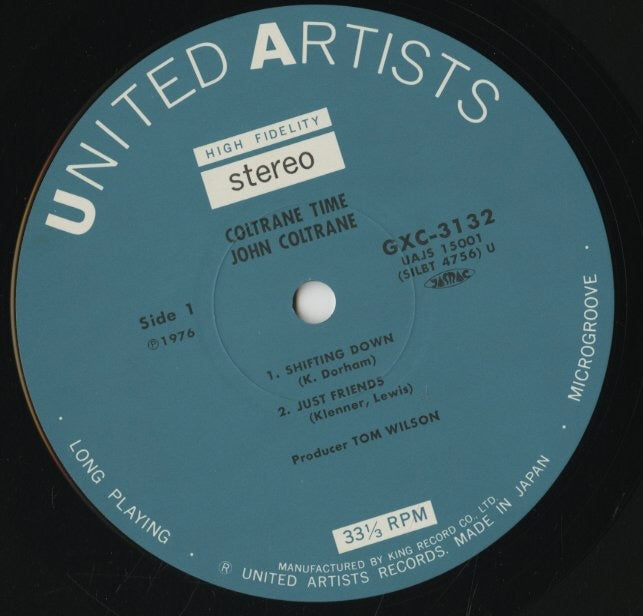 UNITED ARTISTS
HIGH FIDELITY
stereo
COLTRANE TIME
JOHN COLTRANE
GXC-3132
UAJS 15001
(SILBT 4756) U
JASRAC
Side 1
Ⓟ1976
1. SHIFTING DOWN
(K. Dorham)
2. JUST FRIENDS
(Klenner, Lewis)
Producer TOM WILSON
33⅓ RPM
· LONG PLAYING ·
MANUFACTURED BY KING RECORD CO., LTD.
® UNITED ARTISTS RECORDS. MADE IN JAPAN
· MICROGROOVE ·